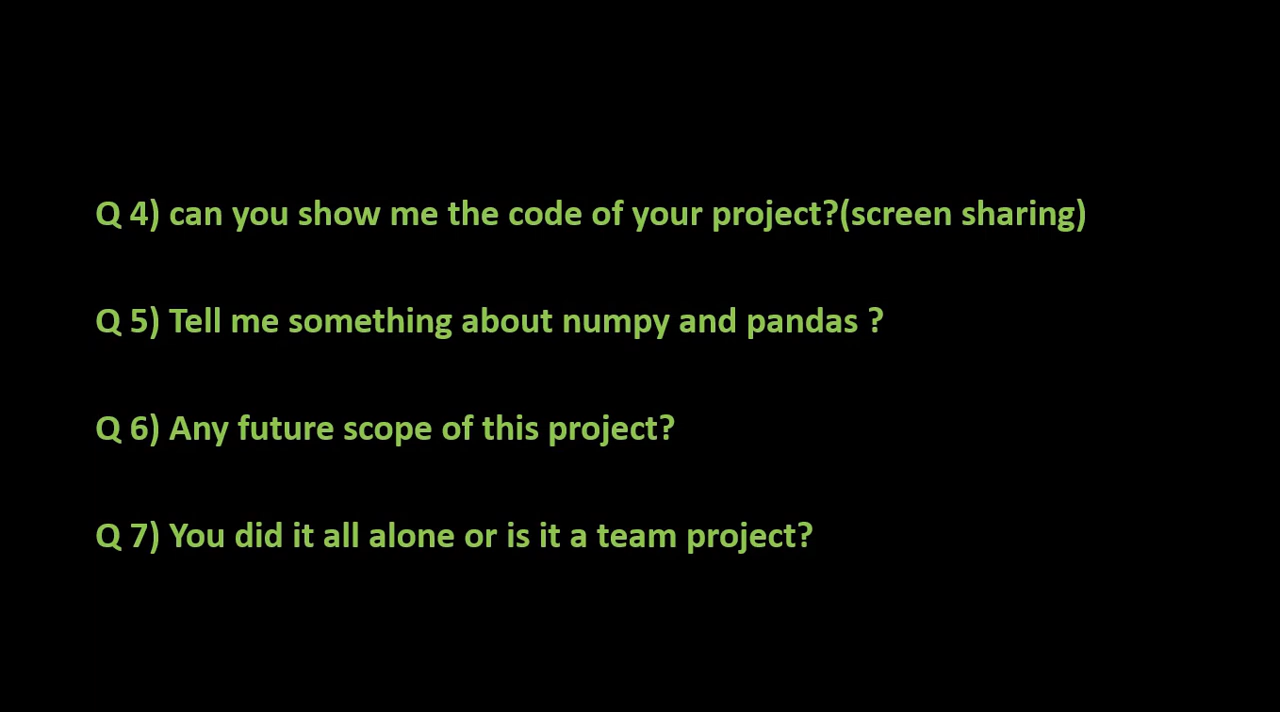 Q 4) can you show me the code of your project?(screen sharing)
Q 5) Tell me something about numpy and pandas ?
Q 6) Any future scope of this project?
Q 7) You did it all alone or is it a team project?